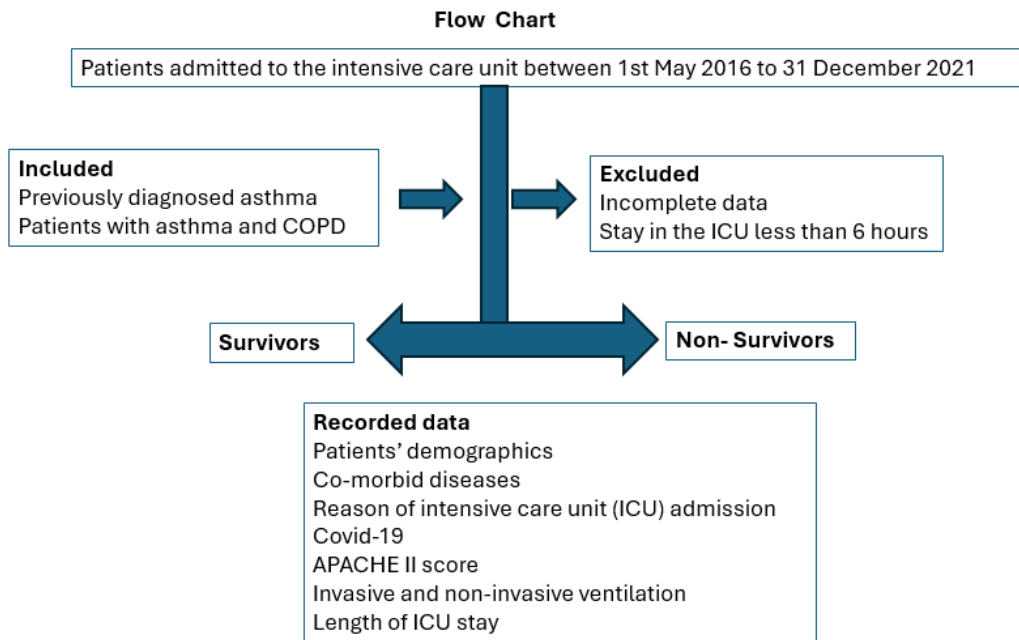 Flow Chart
Patients admitted to the intensive care unit between 1st May 2016 to 31 December 2021
Included
Previously diagnosed asthma
Patients with asthma and COPD
Excluded
Incomplete data
Stay in the ICU less than 6 hours
Survivors
Non- Survivors
Recorded data
Patients’ demographics
Co-morbid diseases
Reason of intensive care unit (ICU) admission
Covid-19
APACHE II score
Invasive and non-invasive ventilation
Length of ICU stay